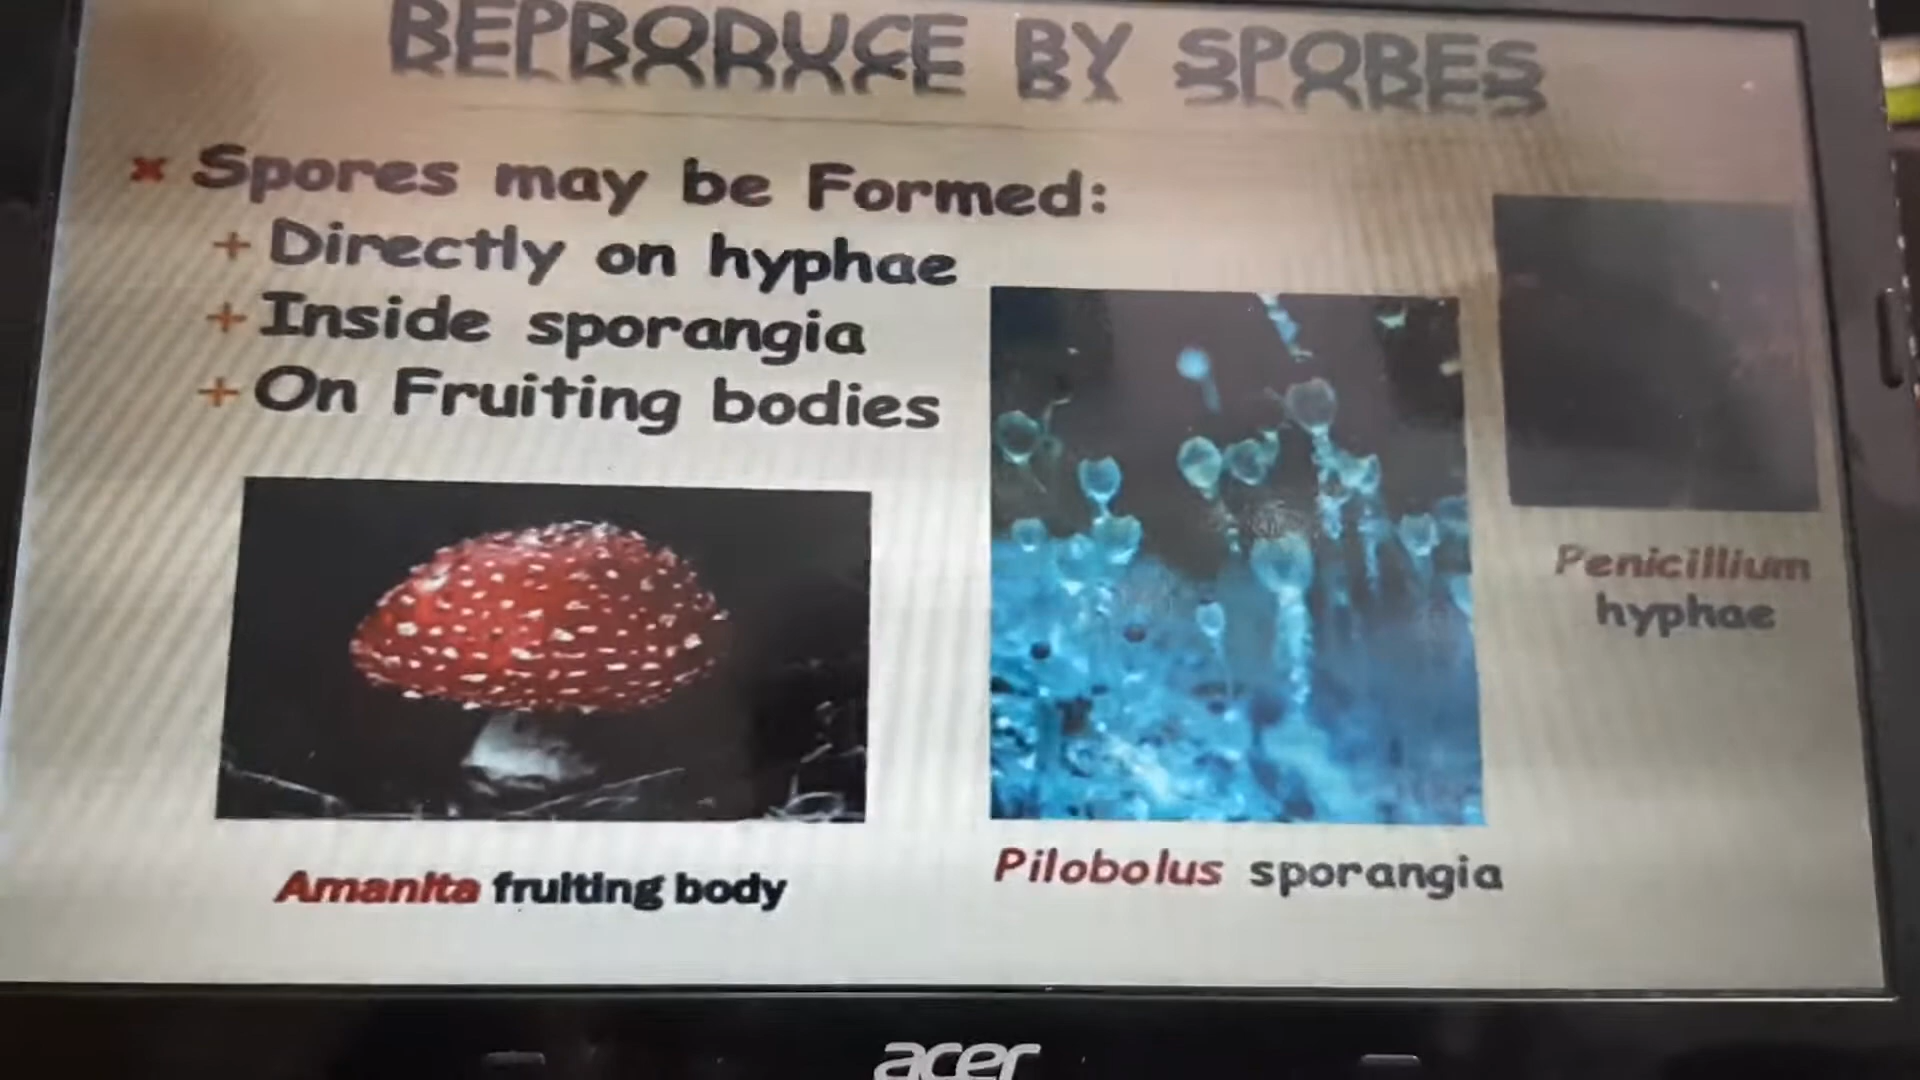 REPRODUCE BY SPORES
× Spores may be Formed:
+ Directly on hyphae
+ Inside sporangia
+ On Fruiting bodies
Penicillium
hyphae
Amanita fruiting body
Pilobolus sporangia
acer